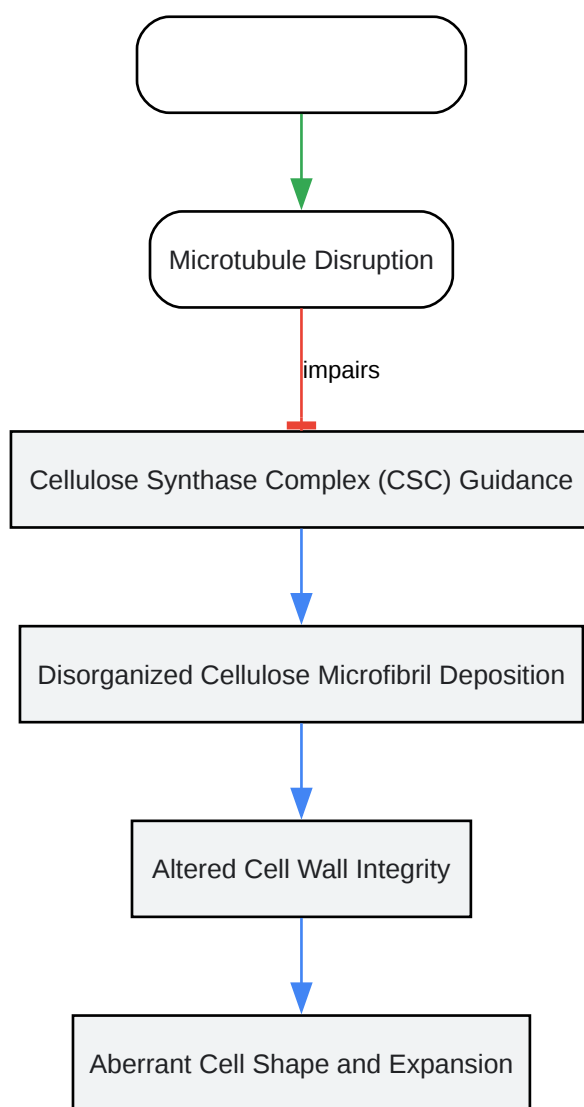 Microtubule Disruption
impairs
Cellulose Synthase Complex (CSC) Guidance
Disorganized Cellulose Microfibril Deposition
Altered Cell Wall Integrity
Aberrant Cell Shape and Expansion